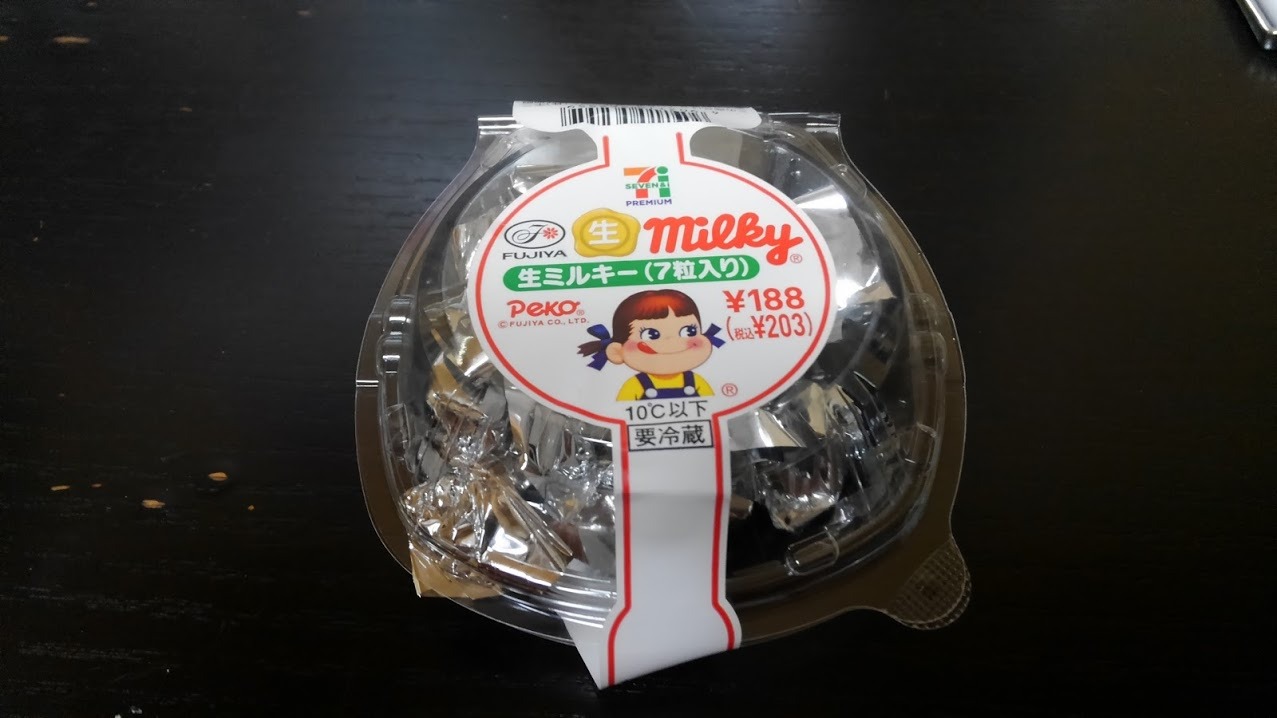 7i
SEVEN&i
PREMIUM
FUJIYA
生 milky®
生ミルキー(7粒入り)
Peko®
©FUJIYA CO., LTD.
¥188
(税込¥203)
®
10℃以下
要冷蔵